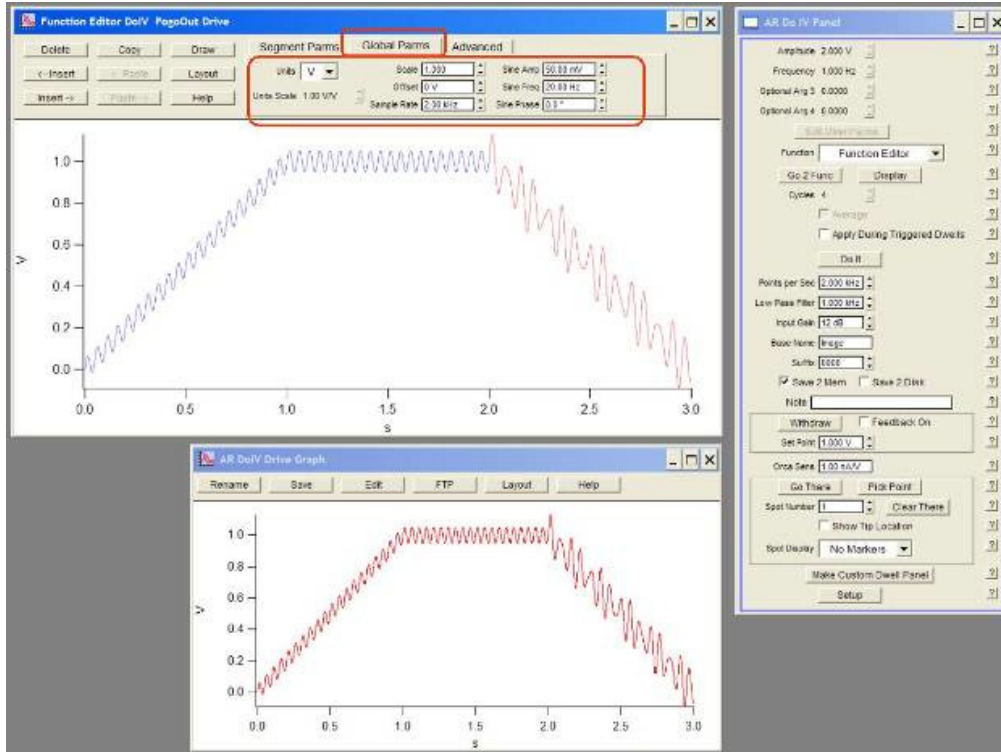 Function Editor DoIV PogoOut Drive
Delete Copy Draw
<-Insert <-Paste Layout
Insert -> Paste -> Help
Segment Parms Global Parms Advanced
Units V
Units Scale 1.00 V/V
Scale 1.000
Offset 0 V
Sample Rate 2.00 kHz
Sine Amp 50.00 mV
Sine Freq 20.00 Hz
Sine Phase 0.0 °
1.0
0.8
0.6
0.4
0.2
0.0
V
0.0 0.5 1.0 1.5 2.0 2.5 3.0
s
AR DoIV Drive Graph
Rename Save Edit FTP Layout Help
1.0
0.8
0.6
0.4
0.2
0.0
V
0.0 0.5 1.0 1.5 2.0 2.5 3.0
s
AR Do IV Panel
Amplitude 2.000 V
Frequency 1.000 Hz
Optional Arg 3 0.0000
Optional Arg 4 0.0000
Edit User Parms
Function Function Editor
Go 2 Func Display
Cycles 4
Average
Apply During Triggered Dwells
Do It
Points per Sec 2.000 kHz
Low Pass Filter 1.000 kHz
Input Gain 12 dB
Base Name Image
Suffix 0000
Save 2 Mem Save 2 Disk
Note
Withdraw Feedback On
Set Point 1.000 V
Orca Sens 1.00 nA/V
Go There Pick Point
Spot Number 1 Clear There
Show Tip Location
Spot Display No Markers
Make Custom Dwell Panel
Setup